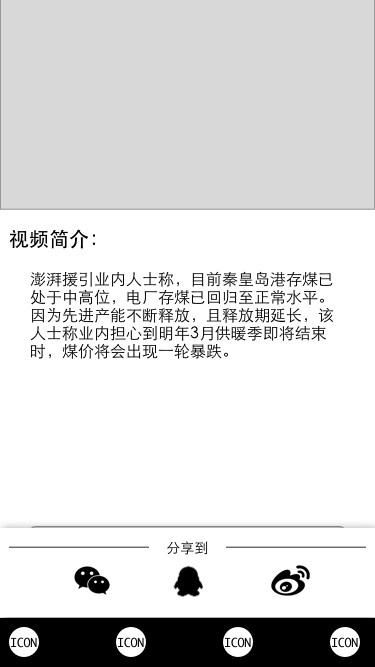 视频简介:
澎湃援引业内人士称，目前秦皇岛港存煤已
处于中高位，电厂存煤已回归至正常水平。
因为先进产能不断释放，且释放期延长，该
人士称业内担心到明年3月供暖季即将结束
时，煤价将会出现一轮暴跌。
分享到
ICON ICON ICON ICON